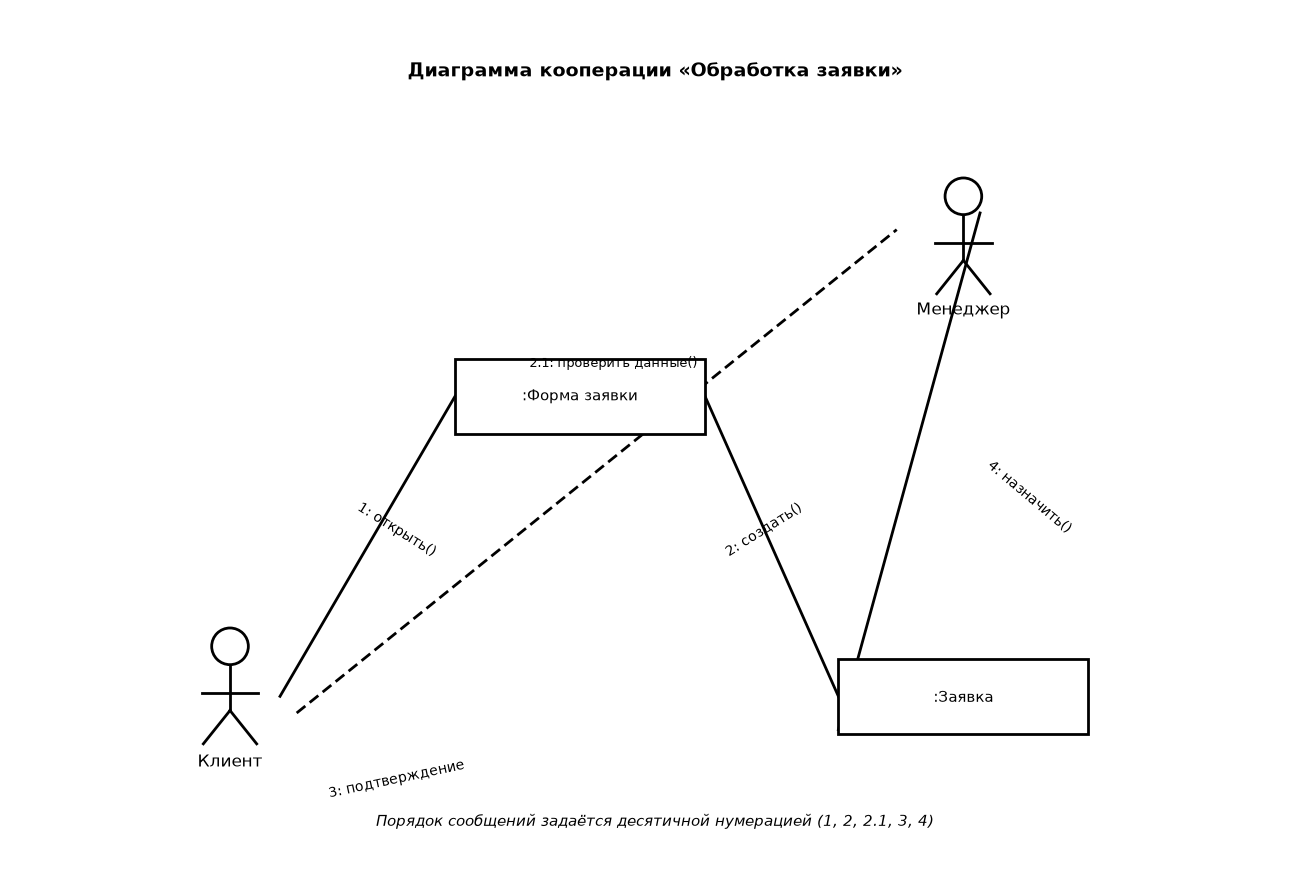 Диаграмма кооперации «Обработка заявки»
Менеджер
2.1: проверить данные()
:Форма заявки
4: назначить()
1: открыть()
2: создать()
:Заявка
Клиент
3: подтверждение
Порядок сообщений задаётся десятичной нумерацией (1, 2, 2.1, 3, 4)